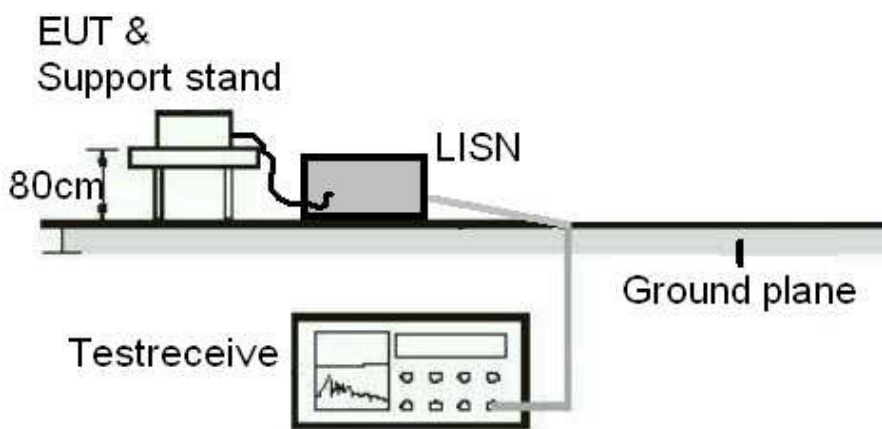 EUT &
Support stand
LISN
80cm
Ground plane
Testreceive